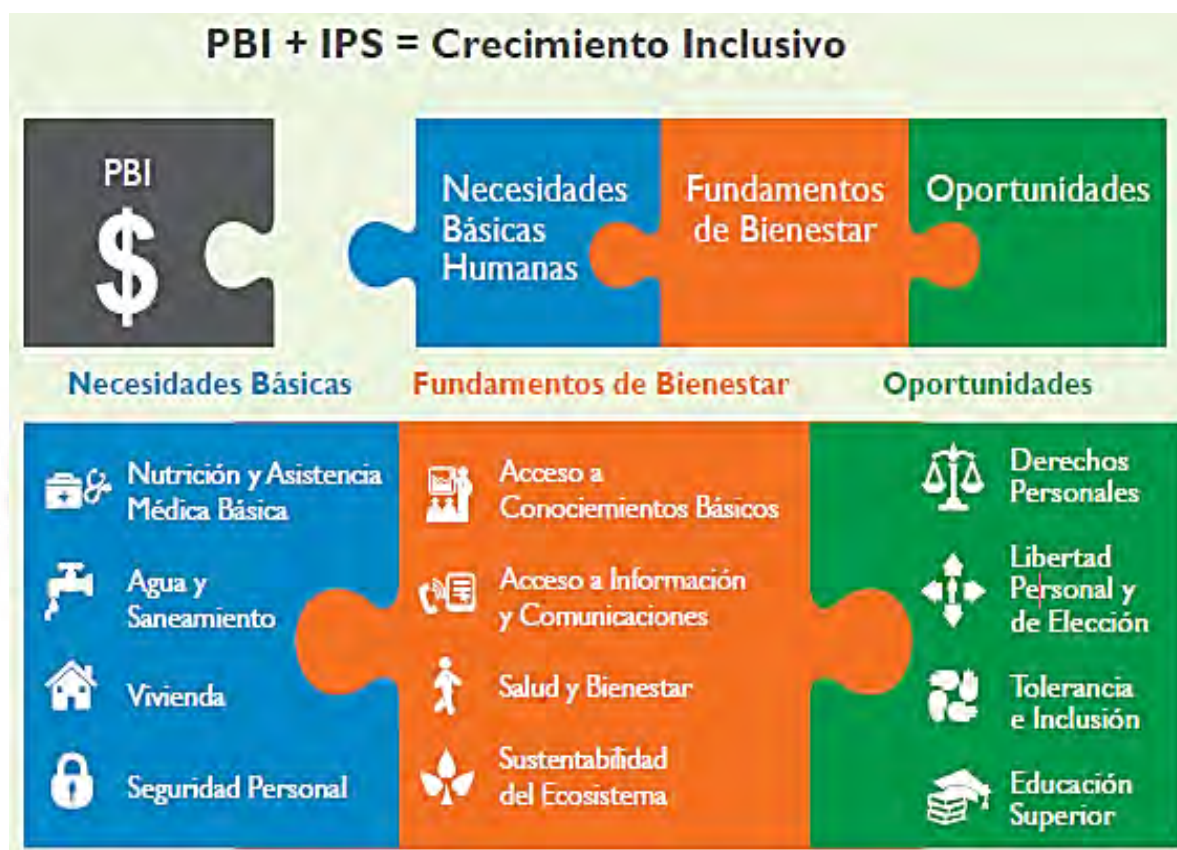 PBI + IPS = Crecimiento Inclusivo
PBI
$
Necesidades
Básicas
Humanas
Fundamentos
de Bienestar
Oportunidades
Necesidades Básicas
Fundamentos de Bienestar
Oportunidades
Nutrición y Asistencia
Médica Básica
Agua y
Saneamiento
Vivienda
Seguridad Personal
Acceso a
Conociemientos Básicos
Acceso a Información
y Comunicaciones
Salud y Bienestar
Sustentabilidad
del Ecosistema
Derechos
Personales
Libertad
Personal y
de Elección
Tolerancia
e Inclusión
Educación
Superior